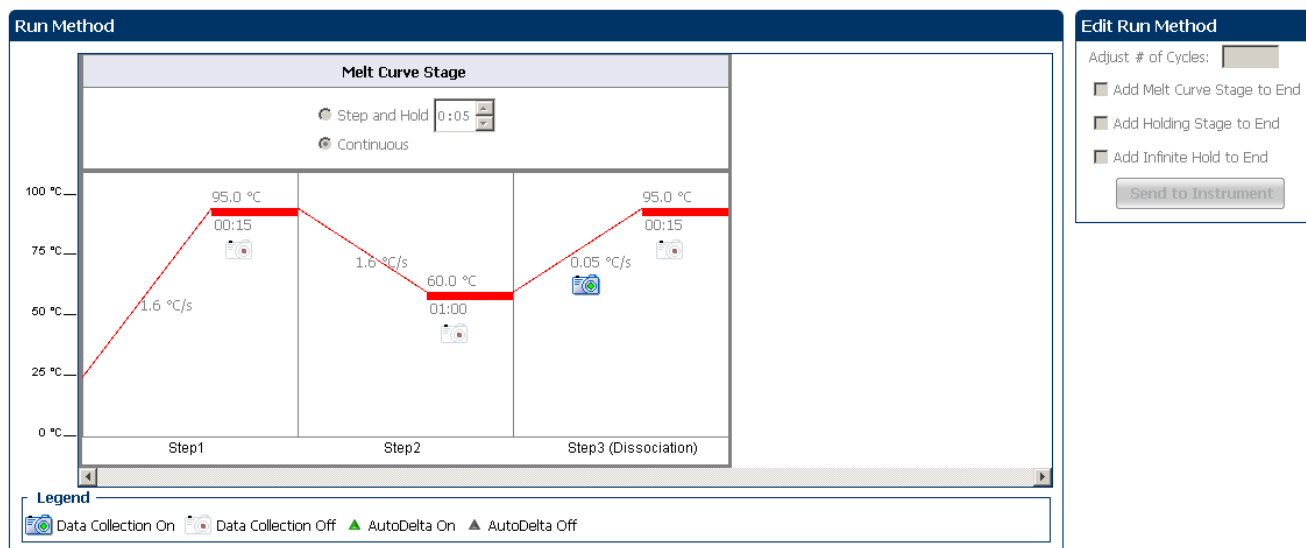 Run Method
Melt Curve Stage
Step and Hold 0:05
Continuous
100 °C
75 °C
50 °C
25 °C
0 °C
1.6 °C/s
95.0 °C
00:15
1.6 °C/s
60.0 °C
01:00
0.05 °C/s
95.0 °C
00:15
Step1 Step2 Step3 (Dissociation)
Legend
Data Collection On Data Collection Off AutoDelta On AutoDelta Off
Edit Run Method
Adjust # of Cycles:
Add Melt Curve Stage to End
Add Holding Stage to End
Add Infinite Hold to End
Send to Instrument